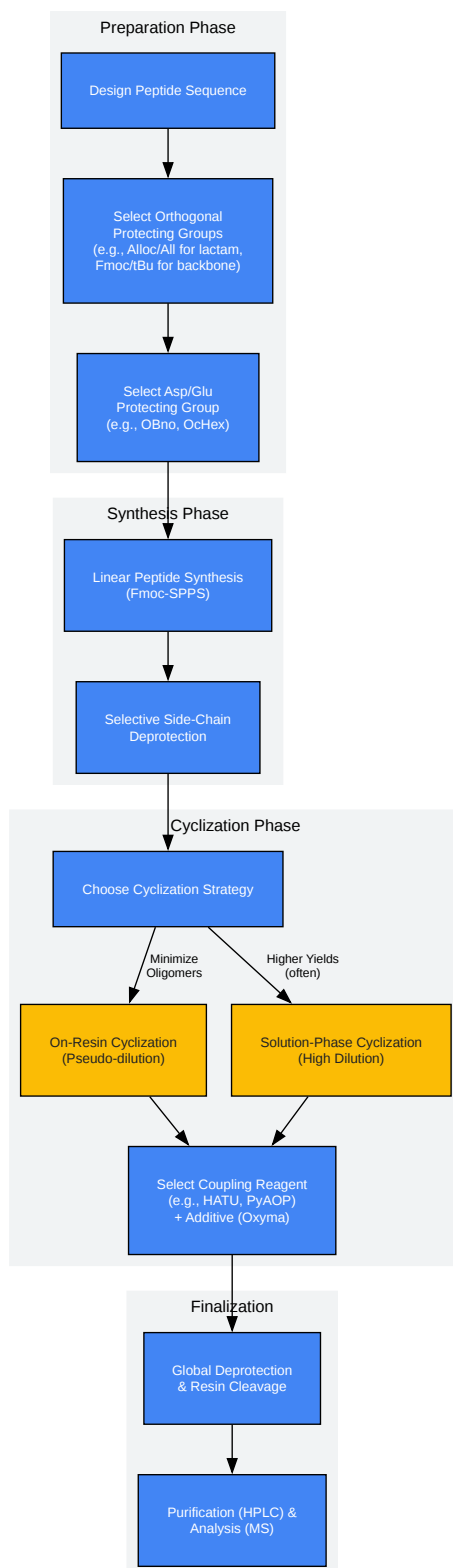 Preparation Phase
Design Peptide Sequence
Select Orthogonal
Protecting Groups
(e.g., Alloc/All for lactam,
Fmoc/tBu for backbone)
Select Asp/Glu
Protecting Group
(e.g., OBno, OcHex)
Synthesis Phase
Linear Peptide Synthesis
(Fmoc-SPPS)
Selective Side-Chain
Deprotection
Cyclization Phase
Choose Cyclization Strategy
Minimize
Oligomers
Higher Yields
(often)
On-Resin Cyclization
(Pseudo-dilution)
Solution-Phase Cyclization
(High Dilution)
Select Coupling Reagent
(e.g., HATU, PyAOP)
+ Additive (Oxyma)
Finalization
Global Deprotection
& Resin Cleavage
Purification (HPLC) &
Analysis (MS)